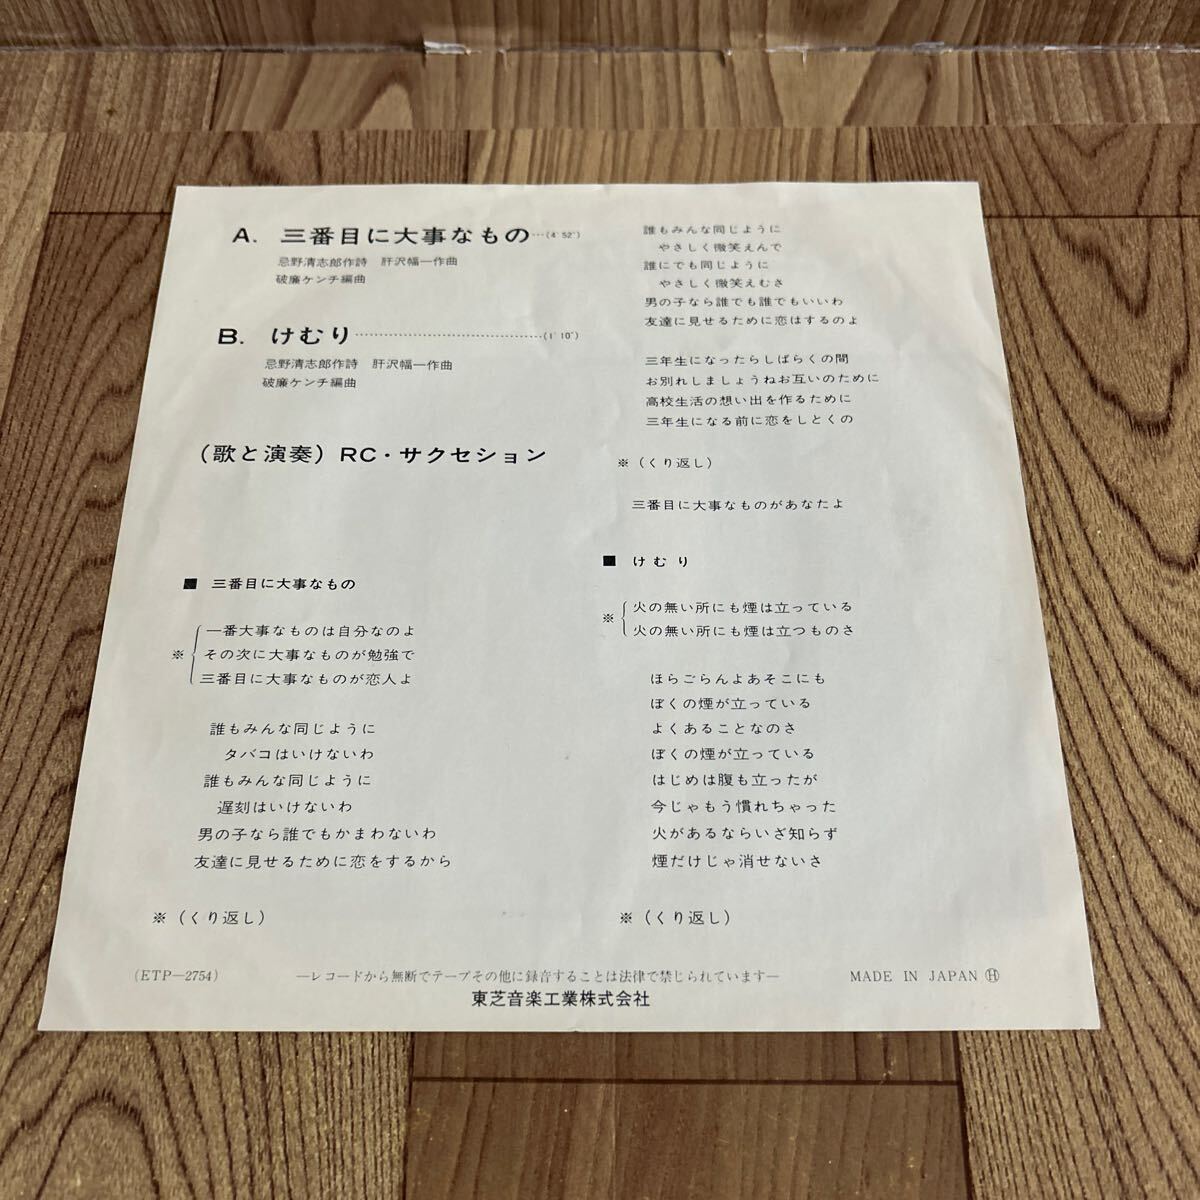 A. 三番目に大事なもの…(4′52″)
忌野清志郎作詩 肝沢幅一作曲
破廉ケンチ編曲
B. けむり………………………………(1′10″)
忌野清志郎作詩 肝沢幅一作曲
破廉ケンチ編曲
(歌と演奏) RC・サクセション
■ 三番目に大事なもの
※
一番大事なものは自分なのよ
その次に大事なものが勉強で
三番目に大事なものが恋人よ
誰もみんな同じように
タバコはいけないわ
誰もみんな同じように
遅刻はいけないわ
男の子なら誰でもかまわないわ
友達に見せるために恋をするから
※(くり返し)
誰もみんな同じように
やさしく微笑えんで
誰にでも同じように
やさしく微笑えむさ
男の子なら誰でも誰でもいいわ
友達に見せるために恋はするのよ
三年生になったらしばらくの間
お別れしましょうねお互いのために
高校生活の想い出を作るために
三年生になる前に恋をしとくの
※(くり返し)
三番目に大事なものがあなたよ
■ けむり
※
火の無い所にも煙は立っている
火の無い所にも煙は立つものさ
ほらごらんよあそこにも
ぼくの煙が立っている
よくあることなのさ
ぼくの煙が立っている
はじめは腹も立ったが
今じゃもう慣れちゃった
火があるならいざ知らず
煙だけじゃ消せないさ
※(くり返し)
(ETP—2754)
—レコードから無断でテープその他に録音することは法律で禁じられています—
MADE IN JAPAN Ⓗ
東芝音楽工業株式会社